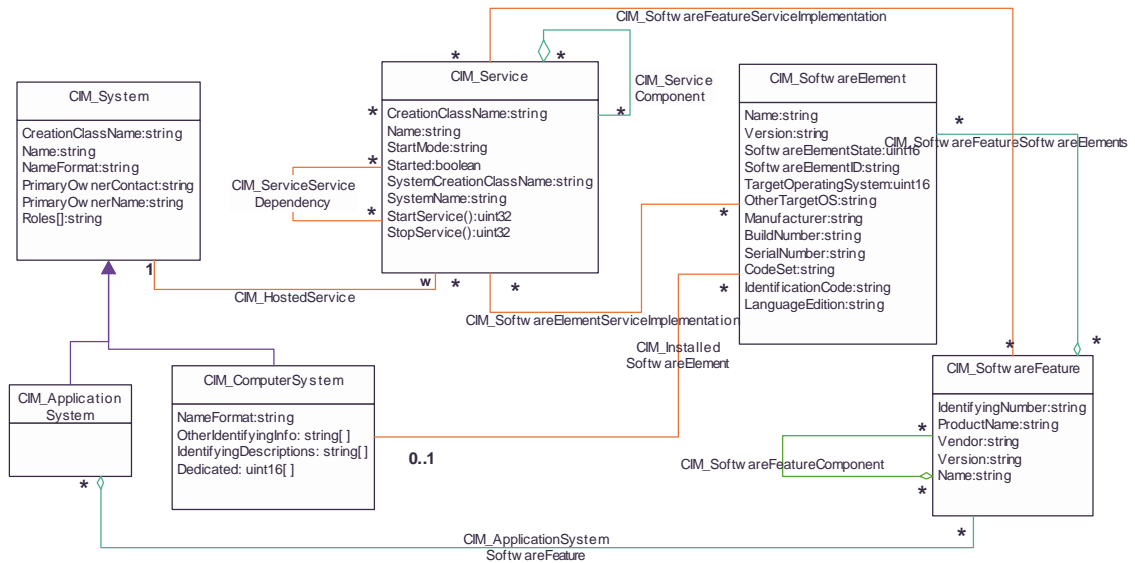 CIM_SoftwareFeatureServiceImplementation
*
*
CIM_Service
CIM_Service
Component
*
*
CreationClassName:string
Name:string
StartMode:string
Started:boolean
SystemCreationClassName:string
SystemName:string
StartService():uint32
StopService():uint32
*
CIM_ServiceService
Dependency
*
CIM_System
CreationClassName:string
Name:string
NameFormat:string
PrimaryOwnerContact:string
PrimaryOwnerName:string
Roles[]:string
1
CIM_HostedService
w
*
*
CIM_SoftwareElementServiceImplementation
CIM_SoftwareElement
Name:string
Version:string
SoftwareElementState:uint16
SoftwareElementID:string
TargetOperatingSystem:uint16
OtherTargetOS:string
Manufacturer:string
BuildNumber:string
SerialNumber:string
CodeSet:string
IdentificationCode:string
LanguageEdition:string
*
CIM_SoftwareFeatureSoftwareElements
*
*
CIM_Installed
SoftwareElement
*
*
CIM_SoftwareFeature
IdentifyingNumber:string
ProductName:string
Vendor:string
Version:string
Name:string
*
CIM_SoftwareFeatureComponent
*
CIM_Application
System
*
CIM_ComputerSystem
NameFormat:string
OtherIdentifyingInfo: string[ ]
IdentifyingDescriptions: string[ ]
Dedicated: uint16[ ]
0..1
*
CIM_ApplicationSystem
SoftwareFeature